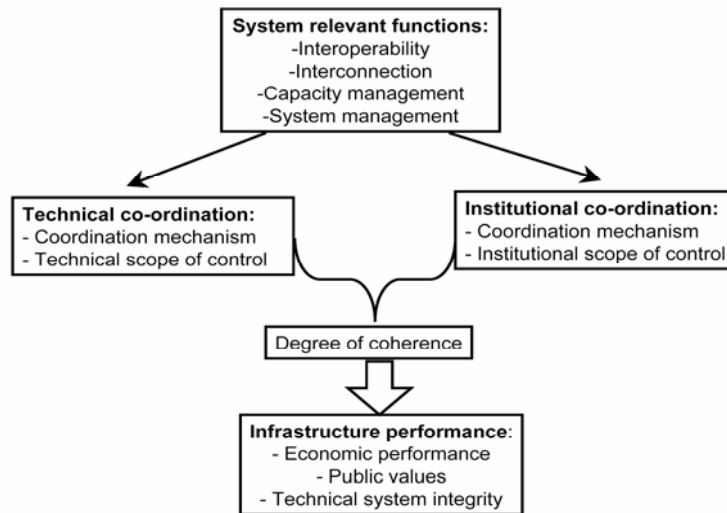 System relevant functions:
-Interoperability
-Interconnection
-Capacity management
-System management
Technical co-ordination:
- Coordination mechanism
- Technical scope of control
Institutional co-ordination:
- Coordination mechanism
- Institutional scope of control
Degree of coherence
Infrastructure performance:
- Economic performance
- Public values
- Technical system integrity